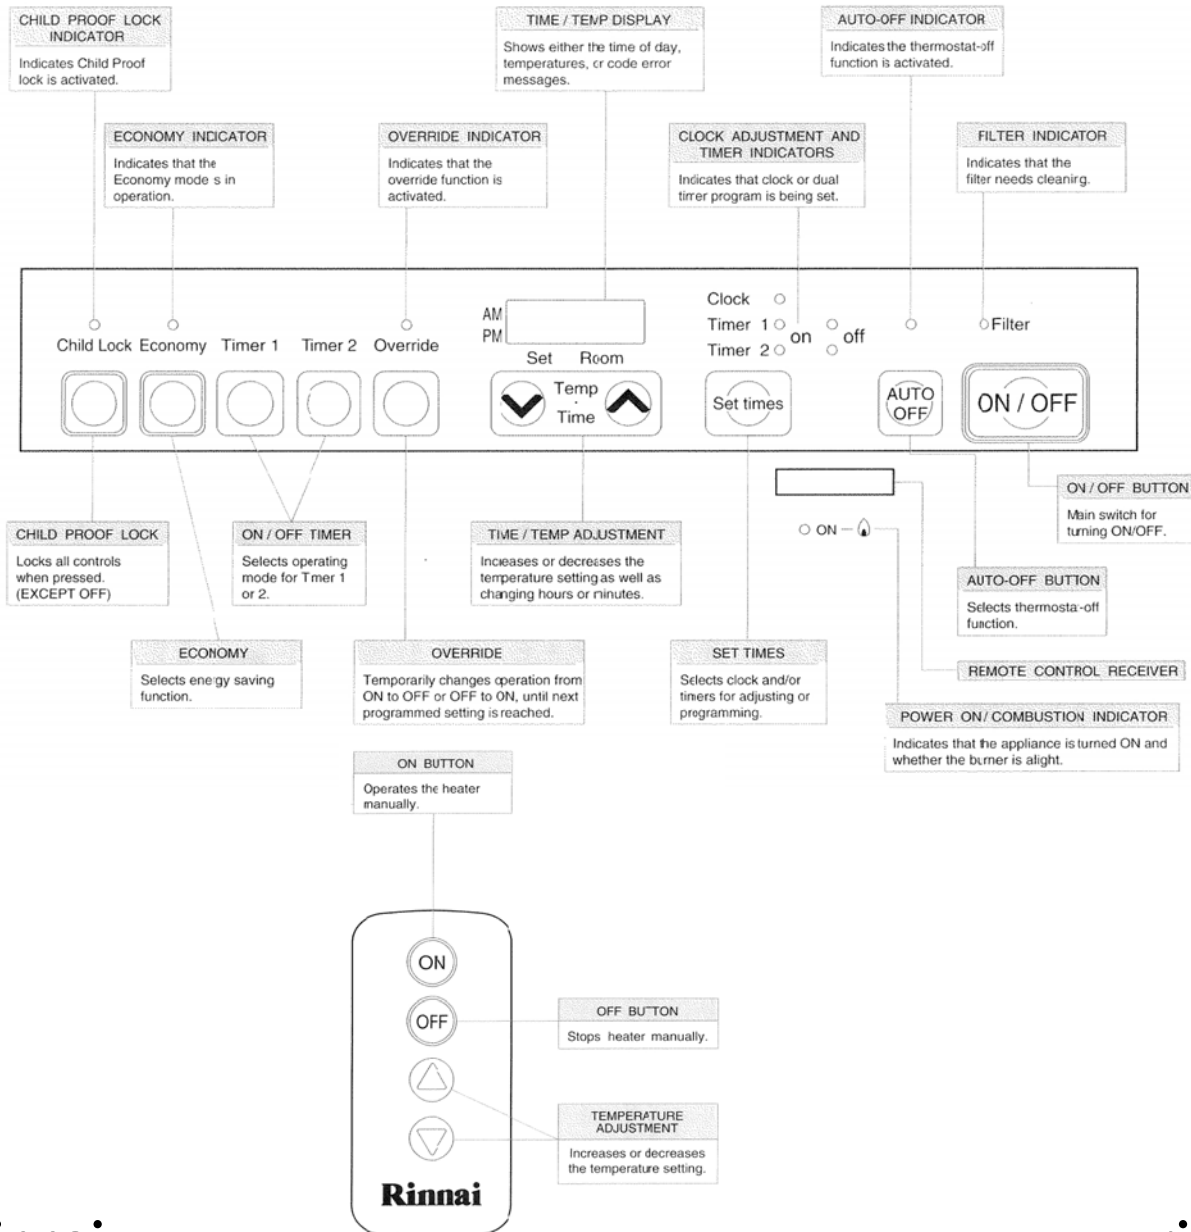 CHILD PROOF LOCK
INDICATOR
Indicates Child Proof
lock is activated.
TIME / TEMP DISPLAY
Shows either the time of day,
temperatures, or code error
messages.
AUTO-OFF INDICATOR
Indicates the thermostat-off
function is activated.
ECONOMY INDICATOR
Indicates that the
Economy mode is in
operation.
OVERRIDE INDICATOR
Indicates that the
override function is
activated.
CLOCK ADJUSTMENT AND
TIMER INDICATORS
Indicates that clock or dual
timer program is being set.
FILTER INDICATOR
Indicates that the
filter needs cleaning.
Child Lock
Economy
Timer 1
Timer 2
Override
AM
PM
Set Room
Temp
Time
Clock
Timer 1
Timer 2
on
off
Set times
AUTO
OFF
Filter
ON / OFF
ON
CHILD PROOF LOCK
Locks all controls
when pressed.
(EXCEPT OFF)
ON / OFF TIMER
Selects operating
mode for Timer 1
or 2.
TIME / TEMP ADJUSTMENT
Increases or decreases the
temperature setting as well as
changing hours or minutes.
ON / OFF BUTTON
Main switch for
turning ON/OFF.
AUTO-OFF BUTTON
Selects thermostat-off
function.
ECONOMY
Selects energy saving
function.
OVERRIDE
Temporarily changes operation from
ON to OFF or OFF to ON, until next
programmed setting is reached.
SET TIMES
Selects clock and/or
timers for adjusting or
programming.
REMOTE CONTROL RECEIVER
POWER ON / COMBUSTION INDICATOR
Indicates that the appliance is turned ON and
whether the burner is alight.
ON BUTTON
Operates the heater
manually.
ON
OFF
OFF BUTTON
Stops heater manually.
TEMPERATURE
ADJUSTMENT
Increases or decreases
the temperature setting.
Rinnai